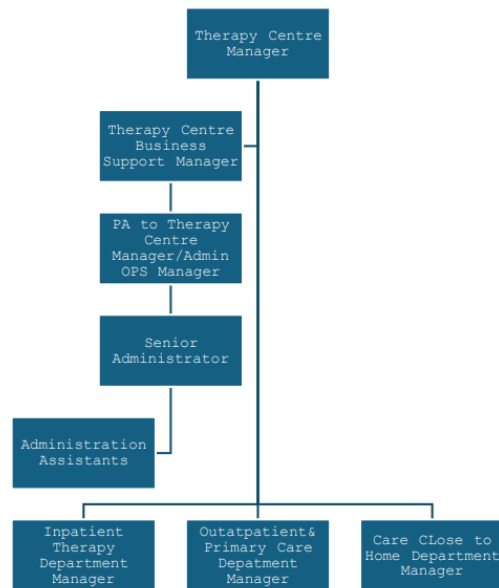 Therapy Centre
Manager
Therapy Centre
Business
Support Manager
PA to Therapy
Centre
Manager/Admin
OPS Manager
Senior
Administrator
Administration
Assistants
Inpatient
Therapy
Department
Manager
Outatpatient&
Primary Care
Depatment
Manager
Care CLose to
Home Department
Manager